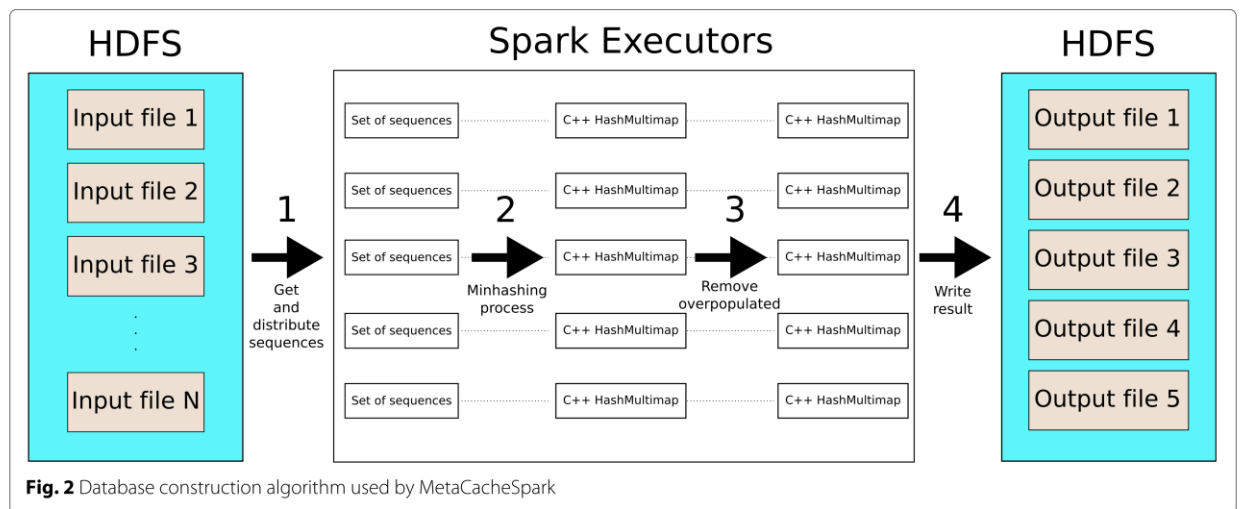 HDFS
Spark Executors
HDFS
Input file 1
Input file 2
Input file 3
.
.
.
Input file N
1
Get
and
distribute
sequences
Set of sequences
C++ HashMultimap
C++ HashMultimap
Set of sequences
C++ HashMultimap
C++ HashMultimap
Set of sequences
C++ HashMultimap
C++ HashMultimap
Set of sequences
C++ HashMultimap
C++ HashMultimap
Set of sequences
C++ HashMultimap
C++ HashMultimap
2
Minhashing
process
3
Remove
overpopulated
4
Write
result
Output file 1
Output file 2
Output file 3
Output file 4
Output file 5
Fig. 2 Database construction algorithm used by MetaCacheSpark